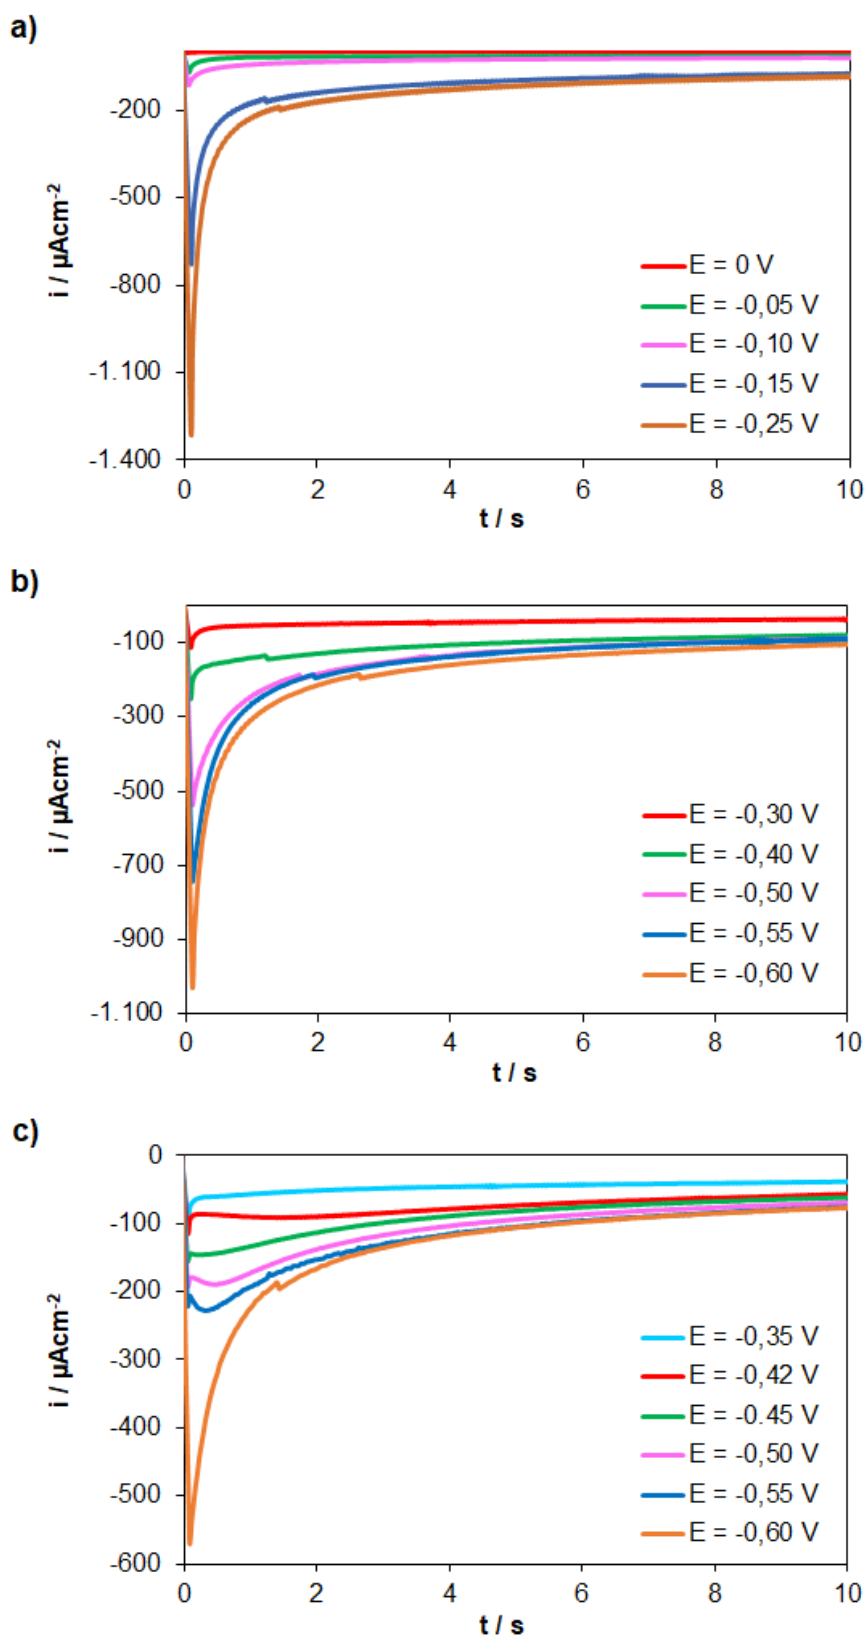 a)
-200
-500
-800
-1.100
-1.400
i / µAcm-2
E = 0 V
E = -0,05 V
E = -0,10 V
E = -0,15 V
E = -0,25 V
0 2 4 6 8 10
t / s
b)
-100
-300
-500
-700
-900
-1.100
i / µAcm-2
E = -0,30 V
E = -0,40 V
E = -0,50 V
E = -0,55 V
E = -0,60 V
0 2 4 6 8 10
t / s
c)
0
-100
-200
-300
-400
-500
-600
i / µAcm-2
E = -0,35 V
E = -0,42 V
E = -0.45 V
E = -0,50 V
E = -0,55 V
E = -0,60 V
0 2 4 6 8 10
t / s